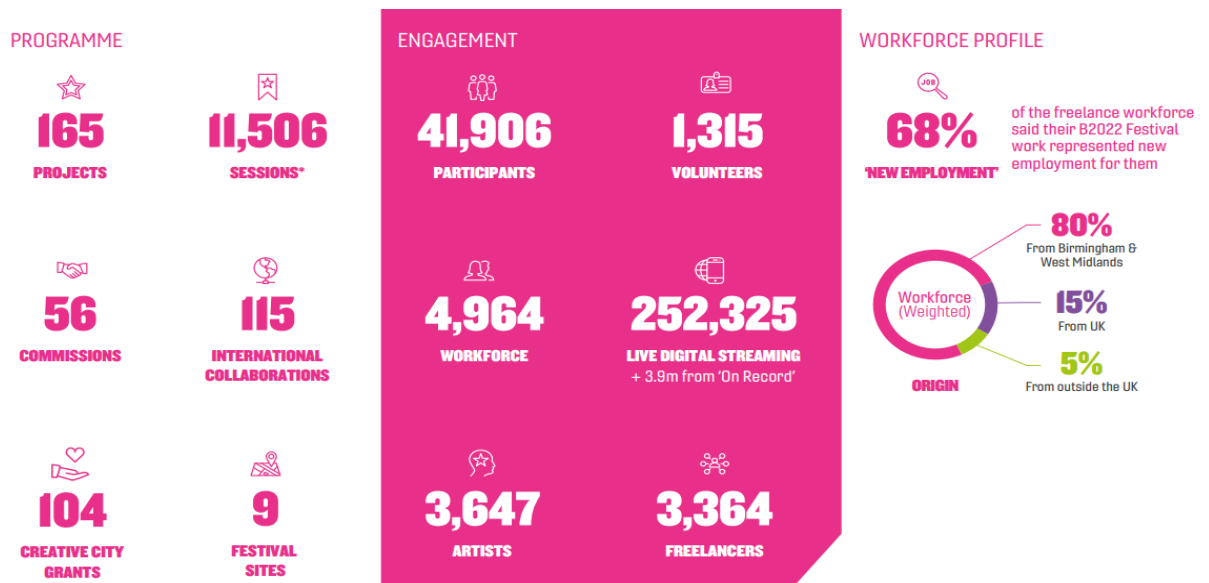 PROGRAMME
165
PROJECTS
11,506
SESSIONS*
56
COMMISSIONS
115
INTERNATIONAL
COLLABORATIONS
104
CREATIVE CITY
GRANTS
9
FESTIVAL
SITES
ENGAGEMENT
41,906
PARTICIPANTS
1,315
VOLUNTEERS
4,964
WORKFORCE
252,325
LIVE DIGITAL STREAMING
+ 3.9m from 'On Record'
3,647
ARTISTS
3,364
FREELANCERS
WORKFORCE PROFILE
JOB
68%
'NEW EMPLOYMENT'
of the freelance workforce
said their B2022 Festival
work represented new
employment for them
Workforce
(Weighted)
ORIGIN
80%
From Birmingham &
West Midlands
15%
From UK
5%
From outside the UK